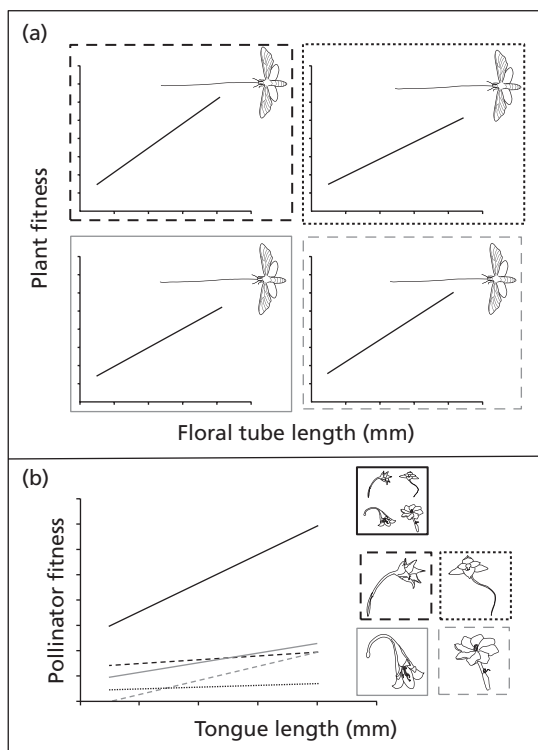 (a)
Plant fitness
Floral tube length (mm)
(b)
Pollinator fitness
Tongue length (mm)